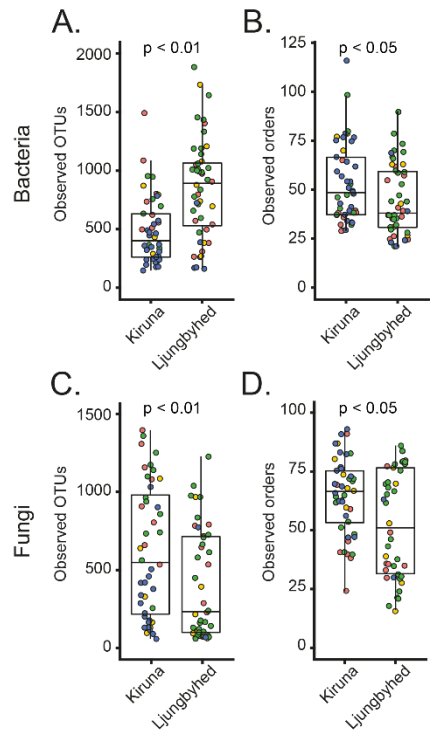 A.
B.
p < 0.01
p < 0.05
Bacteria
Observed OTUs
2000
1500
1000
500
0
Observed orders
125
100
75
50
25
0
Kiruna
Ljungbyhed
Kiruna
Ljungbyhed
C.
D.
p < 0.01
p < 0.05
Fungi
Observed OTUs
1500
1000
500
0
Observed orders
100
75
50
25
0
Kiruna
Ljungbyhed
Kiruna
Ljungbyhed